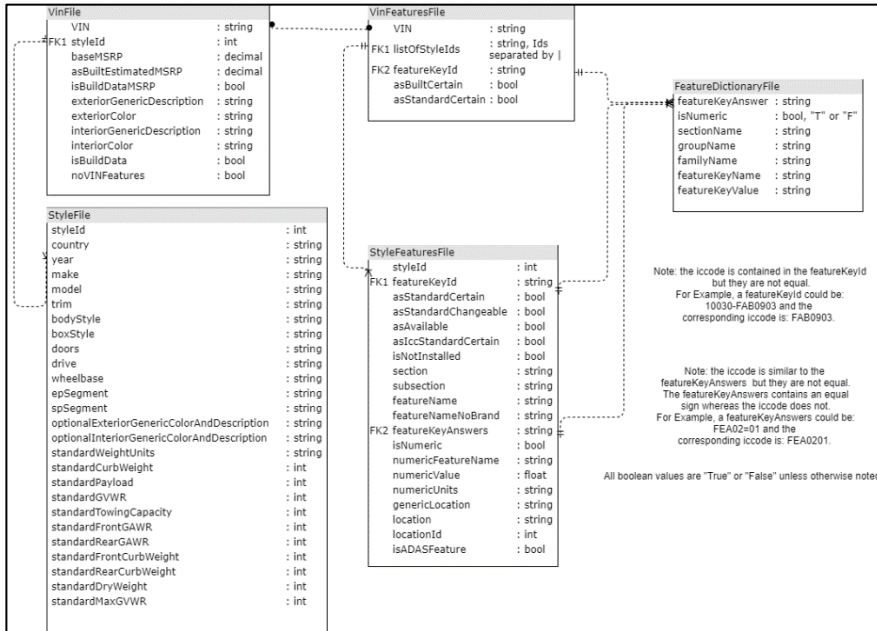 VinFile
VIN : string
FK1 styleId : int
baseMSRP : decimal
asBuiltEstimatedMSRP : decimal
isBuildDataMSRP : bool
exteriorGenericDescription : string
exteriorColor : string
interiorGenericDescription : string
interiorColor : string
isBuildData : bool
noVINFeatures : bool
VinFeaturesFile
VIN : string
FK1 listOfStyleIds : string, Ids
separated by |
FK2 featureKeyId : string
asBuiltCertain : bool
asStandardCertain : bool
FeatureDictionaryFile
featureKeyAnswer : string
isNumeric : bool, "T" or "F"
sectionName : string
groupName : string
familyName : string
featureKeyName : string
featureKeyValue : string
StyleFile
styleId : int
country : string
year : string
make : string
model : string
trim : string
bodyStyle : string
boxStyle : string
doors : string
drive : string
wheelbase : string
epSegment : string
spSegment : string
optionalExteriorGenericColorAndDescription : string
optionalInteriorGenericColorAndDescription : string
standardWeightUnits : string
standardCurbWeight : int
standardPayload : int
standardGVWR : int
standardTowingCapacity : int
standardFrontGAWR : int
standardRearGAWR : int
standardFrontCurbWeight : int
standardRearCurbWeight : int
standardDryWeight : int
standardMaxGVWR : int
StyleFeaturesFile
styleId : int
FK1 featureKeyId : string
asStandardCertain : bool
asStandardChangeable : bool
asAvailable : bool
asIccStandardCertain : bool
isNotInstalled : bool
section : string
subsection : string
featureName : string
featureNameNoBrand : string
FK2 featureKeyAnswers : string
isNumeric : bool
numericFeatureName : string
numericValue : float
numericUnits : string
genericLocation : string
location : string
locationId : int
isADASFeature : bool
Note: the iccode is contained in the featureKeyId
but they are not equal.
For Example, a featureKeyId could be:
10030-FAB0903 and the
corresponding iccode is: FAB0903.
Note: the iccode is similar to the
featureKeyAnswers but they are not equal.
The featureKeyAnswers contains an equal
sign whereas the iccode does not.
For Example, a featureKeyAnswers could be:
FEA02=01 and the
corresponding iccode is: FEA0201.
All boolean values are "True" or "False" unless otherwise noted